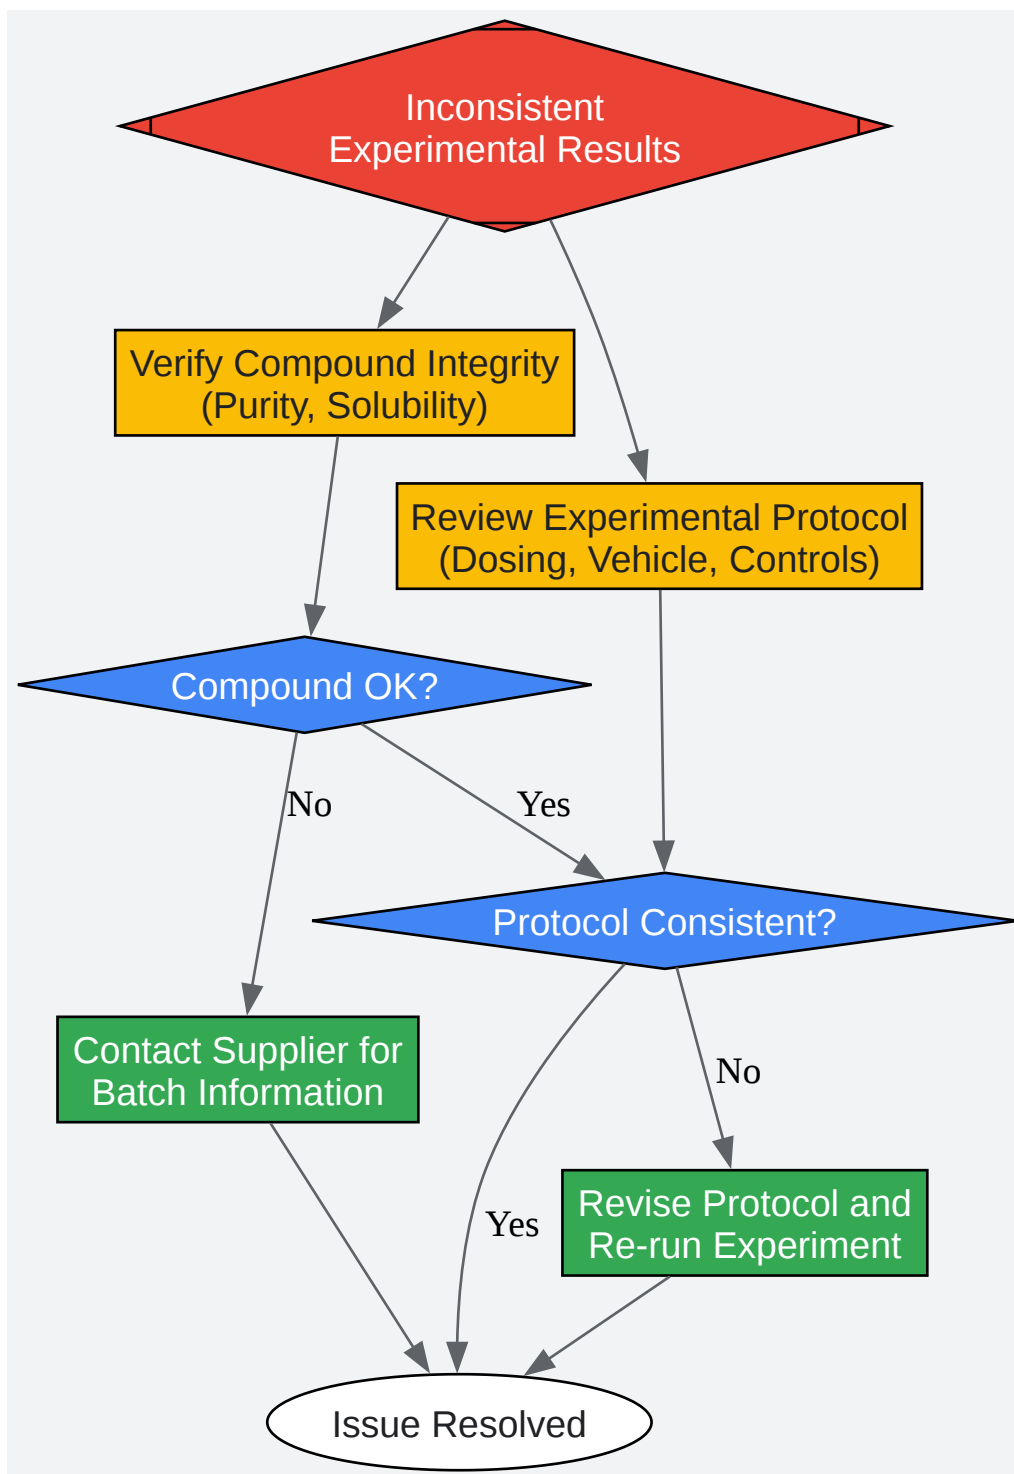 Inconsistent
Experimental Results
Verify Compound Integrity
(Purity, Solubility)
Review Experimental Protocol
(Dosing, Vehicle, Controls)
Compound OK?
No
Yes
Protocol Consistent?
Contact Supplier for
Batch Information
No
Revise Protocol and
Re-run Experiment
Yes
Issue Resolved